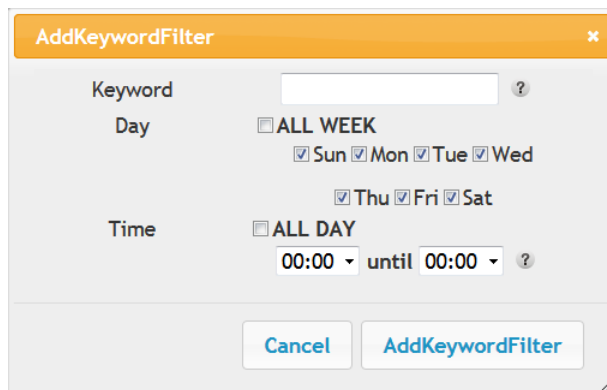 AddKeywordFilter ×
Keyword ?
Day ALL WEEK
Sun Mon Tue Wed
Thu Fri Sat
Time ALL DAY
00:00 until 00:00 ?
Cancel AddKeywordFilter